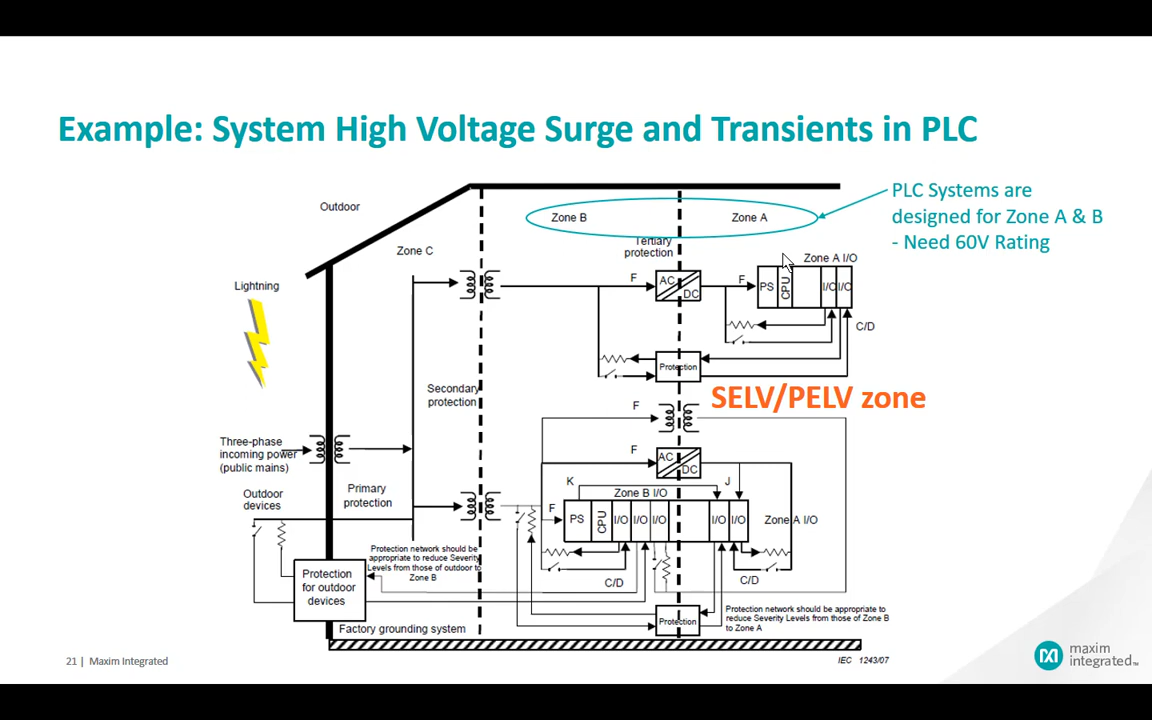 Example: System High Voltage Surge and Transients in PLC
PLC Systems are
designed for Zone A & B
- Need 60V Rating
Outdoor
Zone B
Zone A
Zone C
Tertiary
protection
Zone A I/O
Lightning
F
AC
DC
F
PS
CPU
I/O
I/O
C/D
Protection
Secondary
protection
SELV/PELV zone
F
Three-phase
incoming power
(public mains)
F
AC
DC
K
J
Outdoor
devices
Primary
protection
Zone B I/O
F
PS
CPU
I/O
I/O
I/O
I/O
I/O
Zone A I/O
Protection network should be
appropriate to reduce Severity
Levels from those of outdoor to
Zone B
C/D
C/D
Protection
for outdoor
devices
Protection
Protection network should be appropriate to
reduce Severity Levels from those of Zone B
to Zone A
Factory grounding system
IEC 1243/07
21 | Maxim Integrated
maxim
integrated™